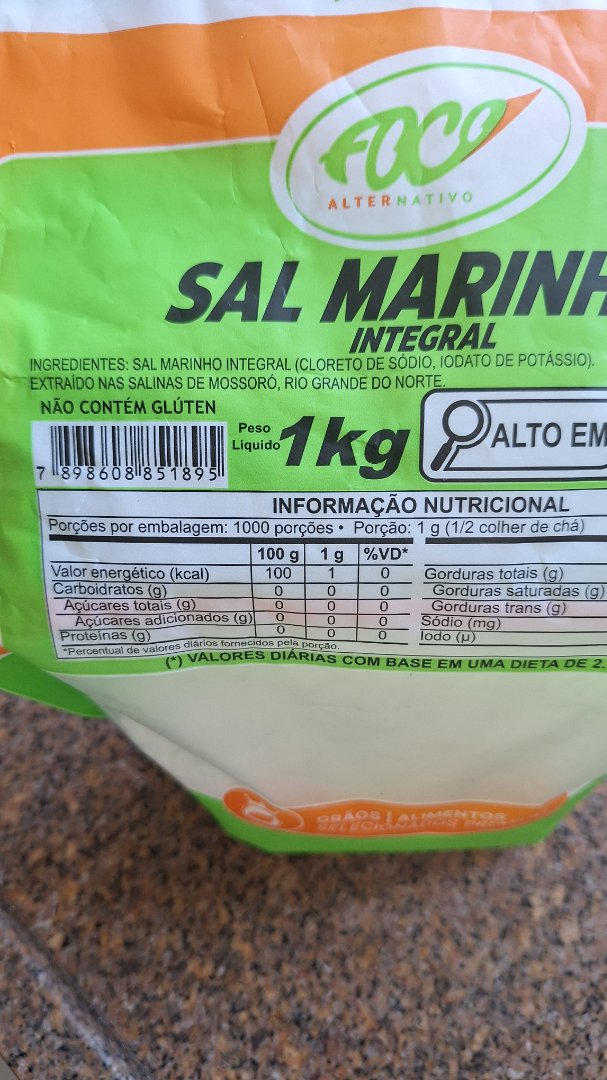 FOCO
ALTERNATIVO
SAL MARINH
INTEGRAL
INGREDIENTES: SAL MARINHO INTEGRAL (CLORETO DE SÓDIO, IODATO DE POTÁSSIO).
EXTRAÍDO NAS SALINAS DE MOSSORÓ, RIO GRANDE DO NORTE.
NÃO CONTÉM GLÚTEN
Peso Líquido 1kg
ALTO EM
7 898608 851895
INFORMAÇÃO NUTRICIONAL
Porções por embalagem: 1000 porções • Porção: 1 g (1/2 colher de chá)
100 g 1 g %VD*
Valor energético (kcal) 100 1 0 Gorduras totais (g)
Carboidratos (g) 0 0 0 Gorduras saturadas (g)
Açúcares totais (g) 0 0 0 Gorduras trans (g)
Açúcares adicionados (g) 0 0 0 Sódio (mg)
Proteínas (g) 0 0 0 Iodo (µ)
*Percentual de valores diários fornecidos pela porção.
(*) VALORES DIÁRIAS COM BASE EM UMA DIETA DE 2.
GRÃOS | ALIMENTOS
SELECIONADOS